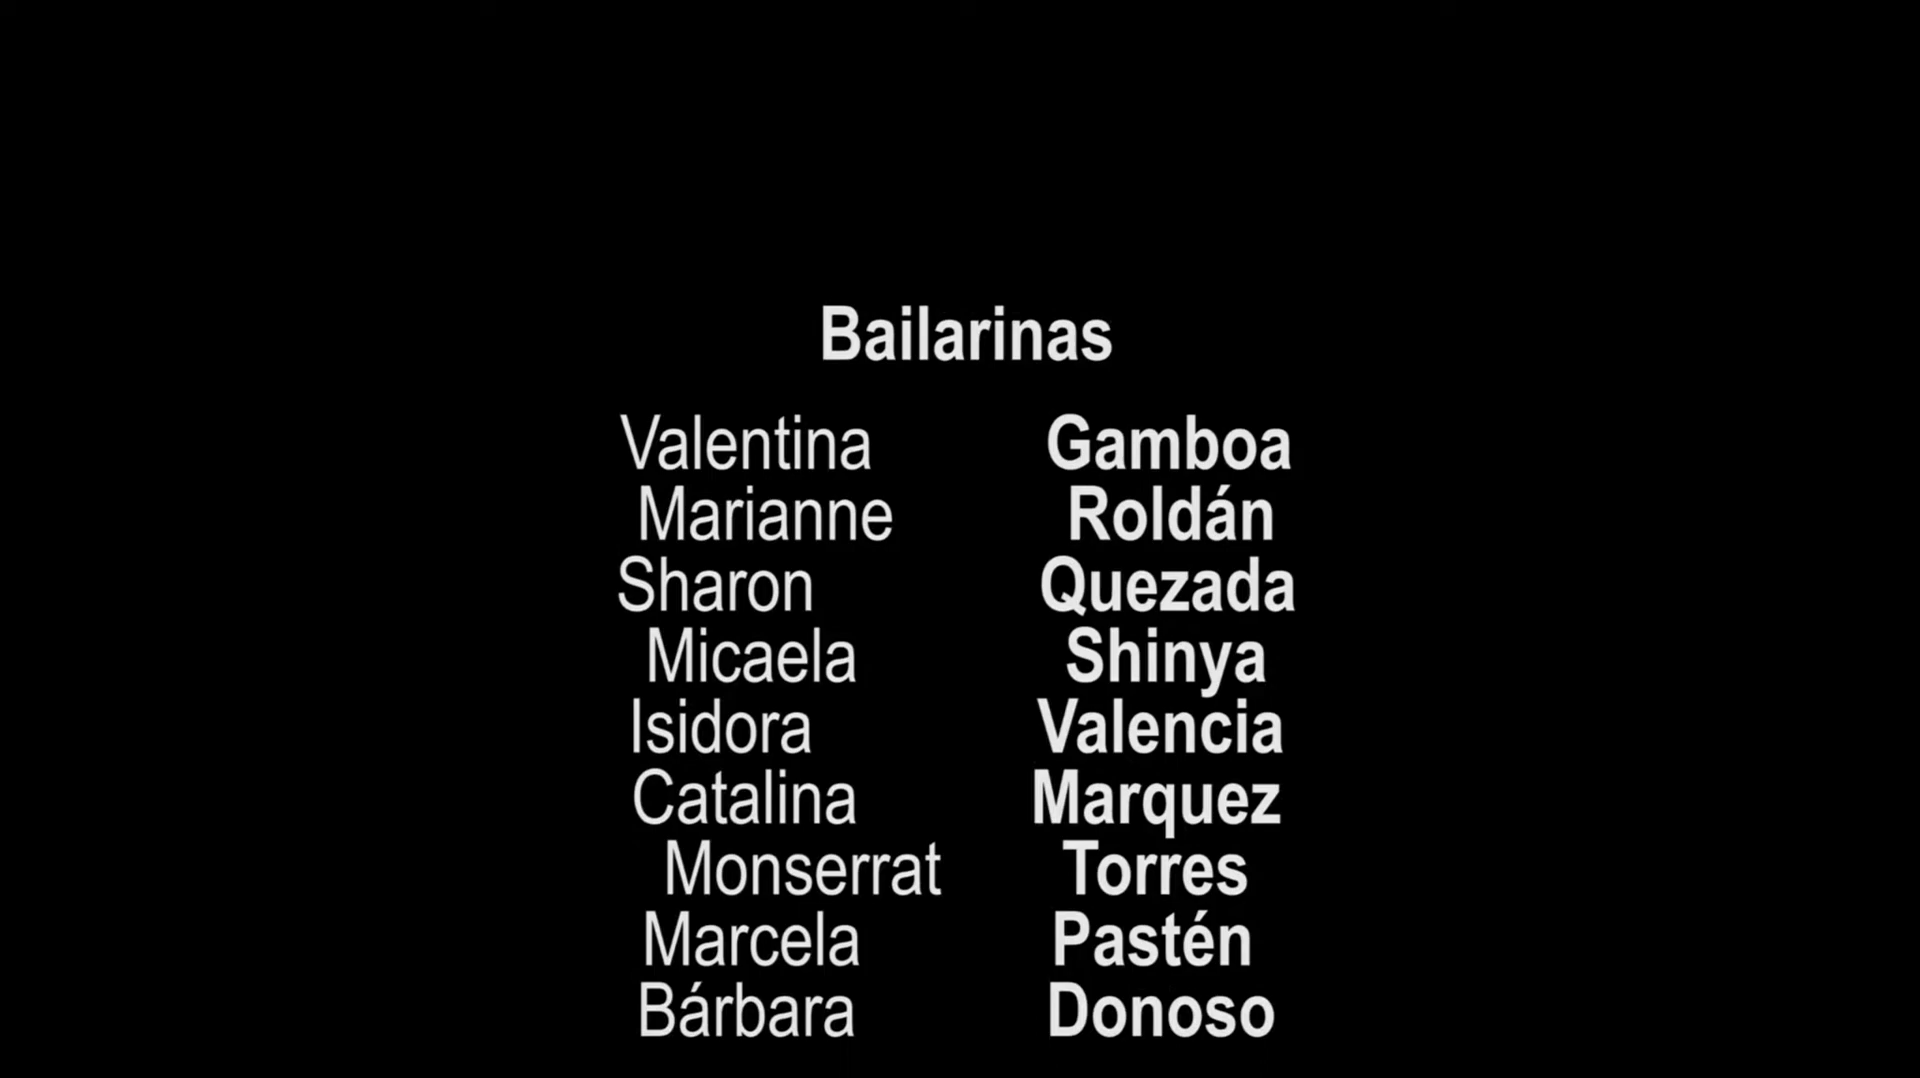 Bailarinas
Valentina Gamboa
Marianne Roldán
Sharon Quezada
Micaela Shinya
Isidora Valencia
Catalina Marquez
Monserrat Torres
Marcela Pastén
Bárbara Donoso